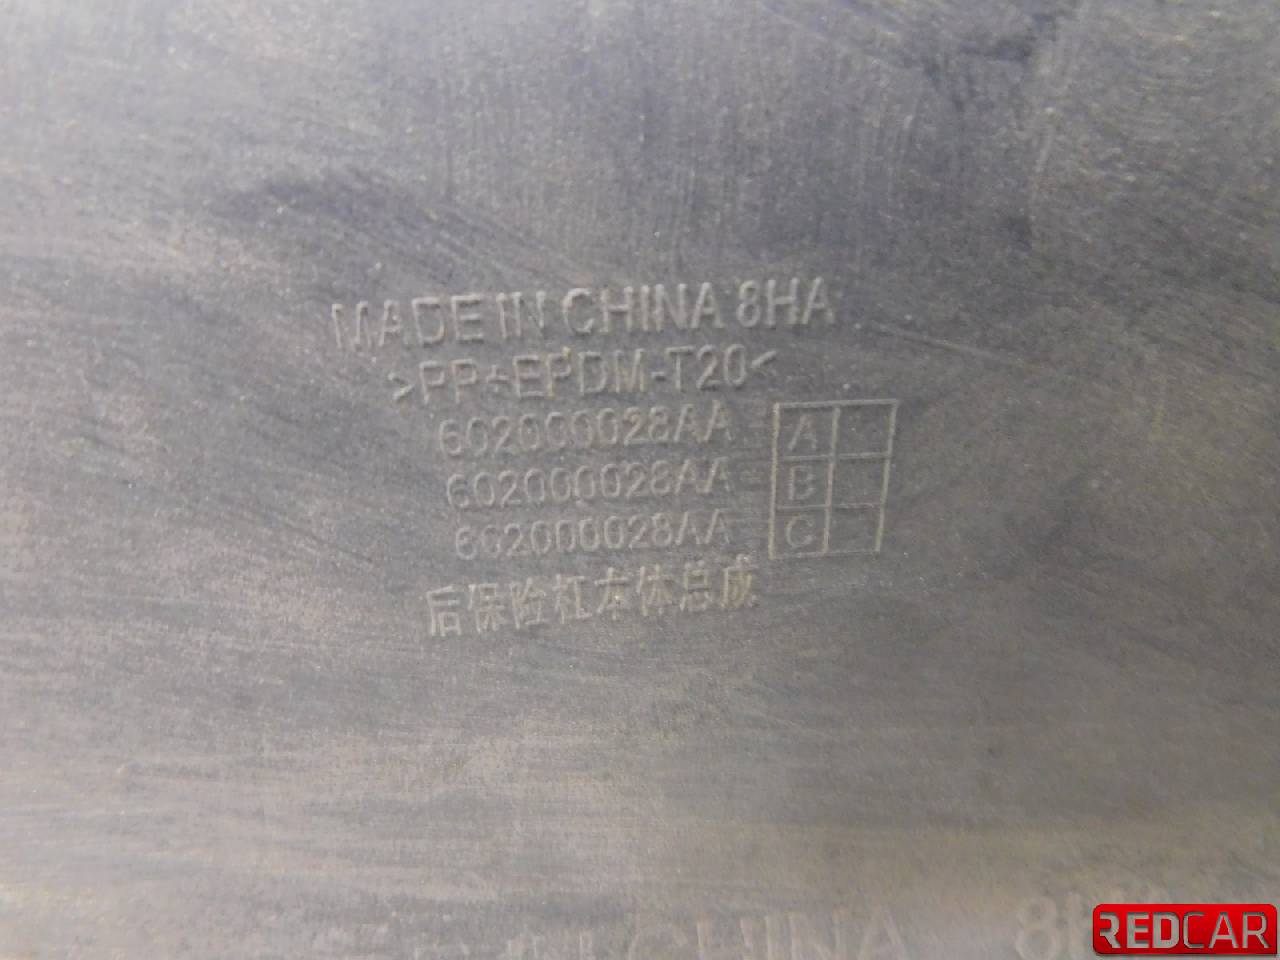 MADE IN CHINA 8HA
>PP+EPDM-T20<
602000028AA A
602000028AA B
602000028AA C
后保险杠本体总成
CHINA
REDCAR